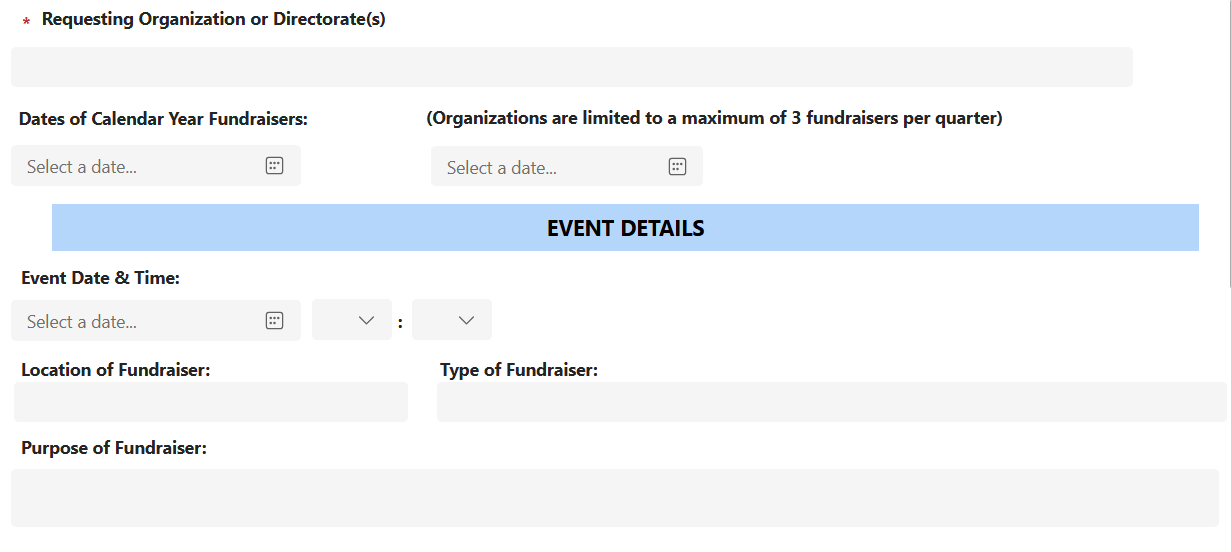 * Requesting Organization or Directorate(s)
Dates of Calendar Year Fundraisers: (Organizations are limited to a maximum of 3 fundraisers per quarter)
Select a date... Select a date...
EVENT DETAILS
Event Date & Time:
Select a date... :
Location of Fundraiser: Type of Fundraiser:
Purpose of Fundraiser: